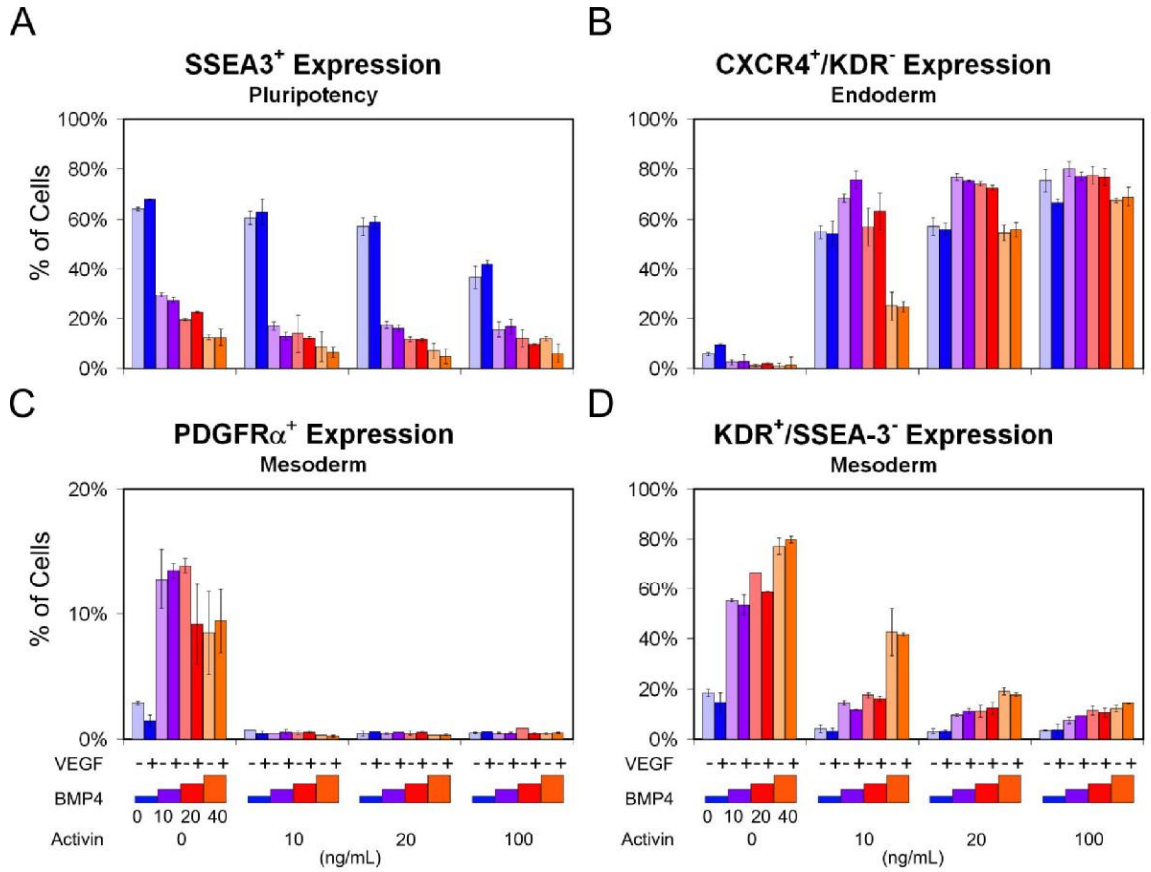 A
SSEA3+ Expression
Pluripotency
% of Cells
100%
80%
60%
40%
20%
0%
B
CXCR4+/KDR- Expression
Endoderm
100%
80%
60%
40%
20%
0%
C
PDGFRα+ Expression
Mesoderm
% of Cells
20%
10%
0%
VEGF - + - + - + - + - + - + - + - + - + - + - + - + - + - + - + - +
BMP4
0 10 20 40
Activin 0 10 20 100
(ng/mL)
D
KDR+/SSEA-3- Expression
Mesoderm
100%
80%
60%
40%
20%
0%
VEGF - + - + - + - + - + - + - + - + - + - + - + - + - + - + - + - +
BMP4
0 10 20 40
Activin 0 10 20 100
(ng/mL)